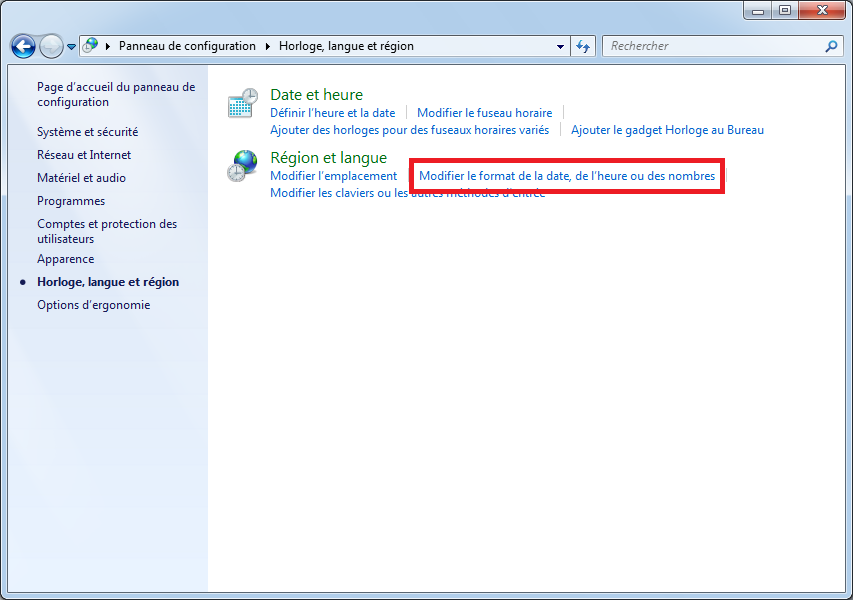 Panneau de configuration Horloge, langue et région
Rechercher
Page d'accueil du panneau de
configuration
Système et sécurité
Réseau et Internet
Matériel et audio
Programmes
Comptes et protection des
utilisateurs
Apparence
Horloge, langue et région
Options d'ergonomie
Date et heure
Définir l'heure et la date Modifier le fuseau horaire
Ajouter des horloges pour des fuseaux horaires variés Ajouter le gadget Horloge au Bureau
Région et langue
Modifier l'emplacement Modifier le format de la date, de l'heure ou des nombres
Modifier les claviers ou les autres méthodes d'entrée